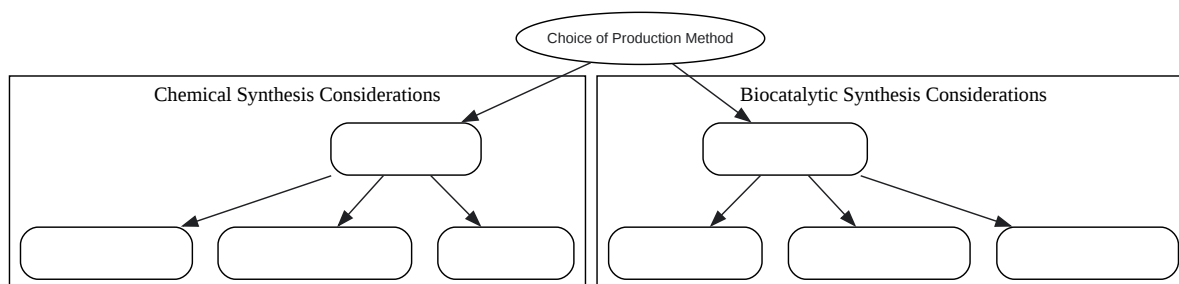 Choice of Production Method
Chemical Synthesis Considerations
Biocatalytic Synthesis Considerations